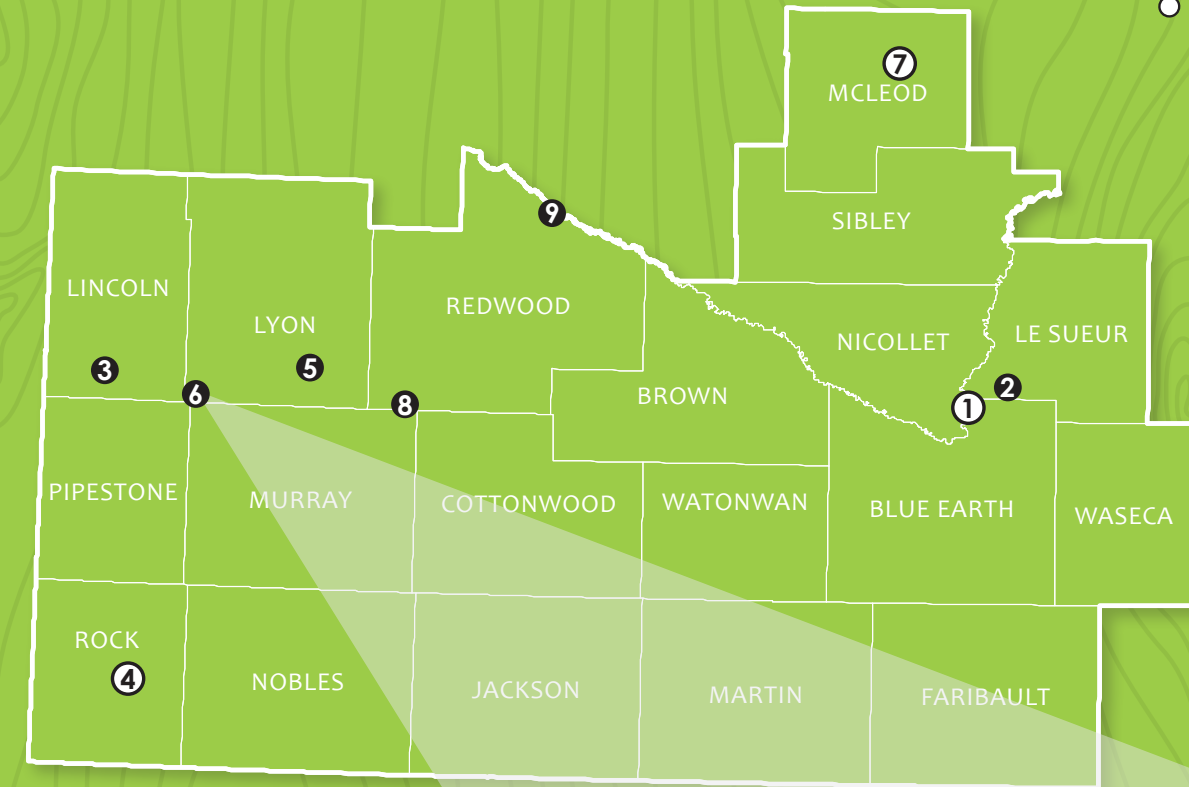 7
MCLEOD
9
SIBLEY
LINCOLN
REDWOOD
LYON
NICOLLET
LE SUEUR
3
5
6
8
BROWN
1
2
PIPESTONE
MURRAY
COTTONWOOD
WATONWAN
BLUE EARTH
WASECA
ROCK
4
NOBLES
JACKSON
MARTIN
FARIBAULT